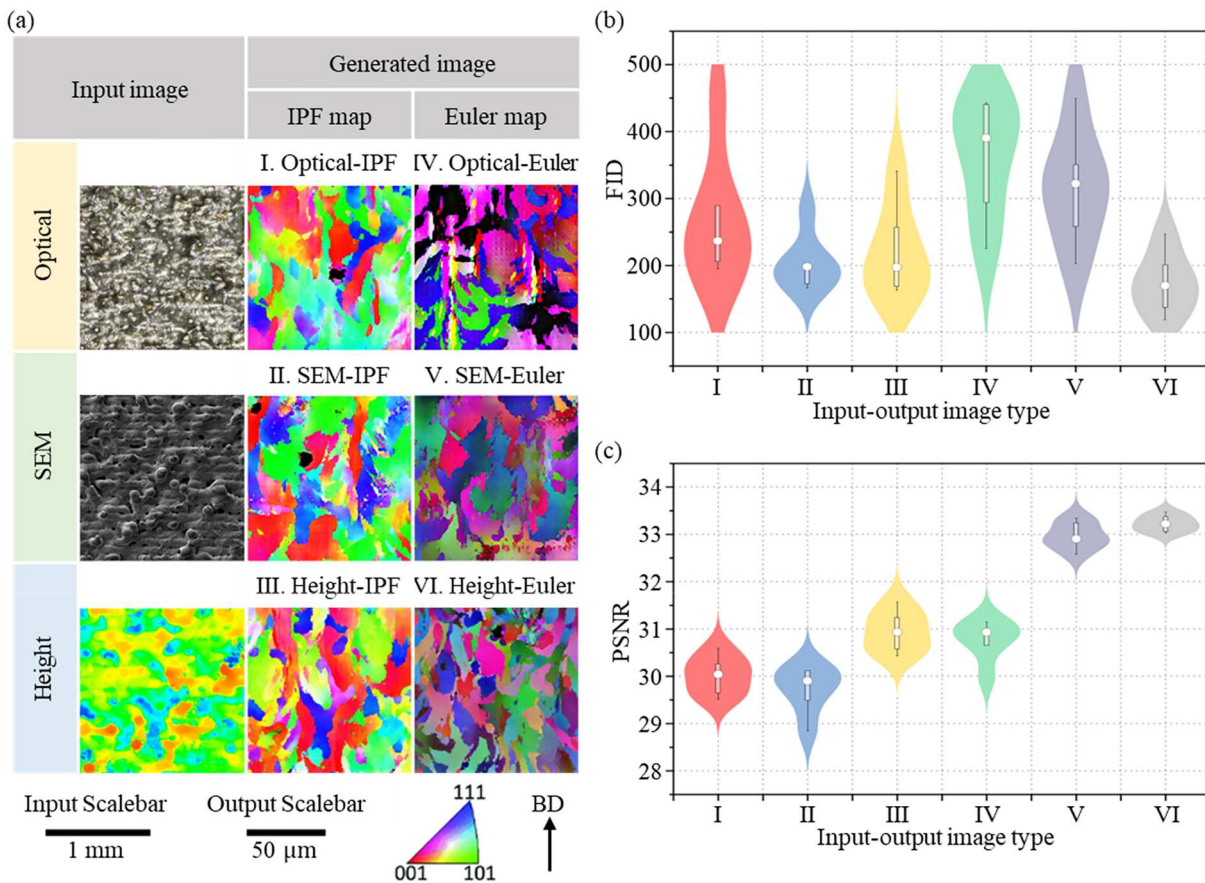 (a)
Input image
Generated image
IPF map
Euler map
Optical
I. Optical-IPF
IV. Optical-Euler
SEM
II. SEM-IPF
V. SEM-Euler
Height
III. Height-IPF
VI. Height-Euler
Input Scalebar
1 mm
Output Scalebar
50 µm
111
001
101
BD
(b)
FID
500
400
300
200
100
I II III IV V VI
Input-output image type
(c)
PSNR
34
33
32
31
30
29
28
I II III IV V VI
Input-output image type